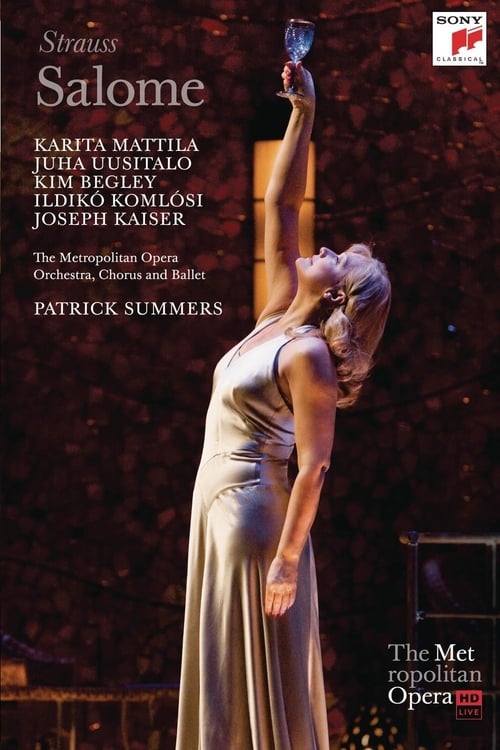 Strauss
Salome
KARITA MATTILA
JUHA UUSITALO
KIM BEGLEY
ILDIKÓ KOMLÓSI
JOSEPH KAISER
The Metropolitan Opera
Orchestra, Chorus and Ballet
PATRICK SUMMERS
SONY
CLASSICAL
The Met
ropolitan
Opera HD
LIVE